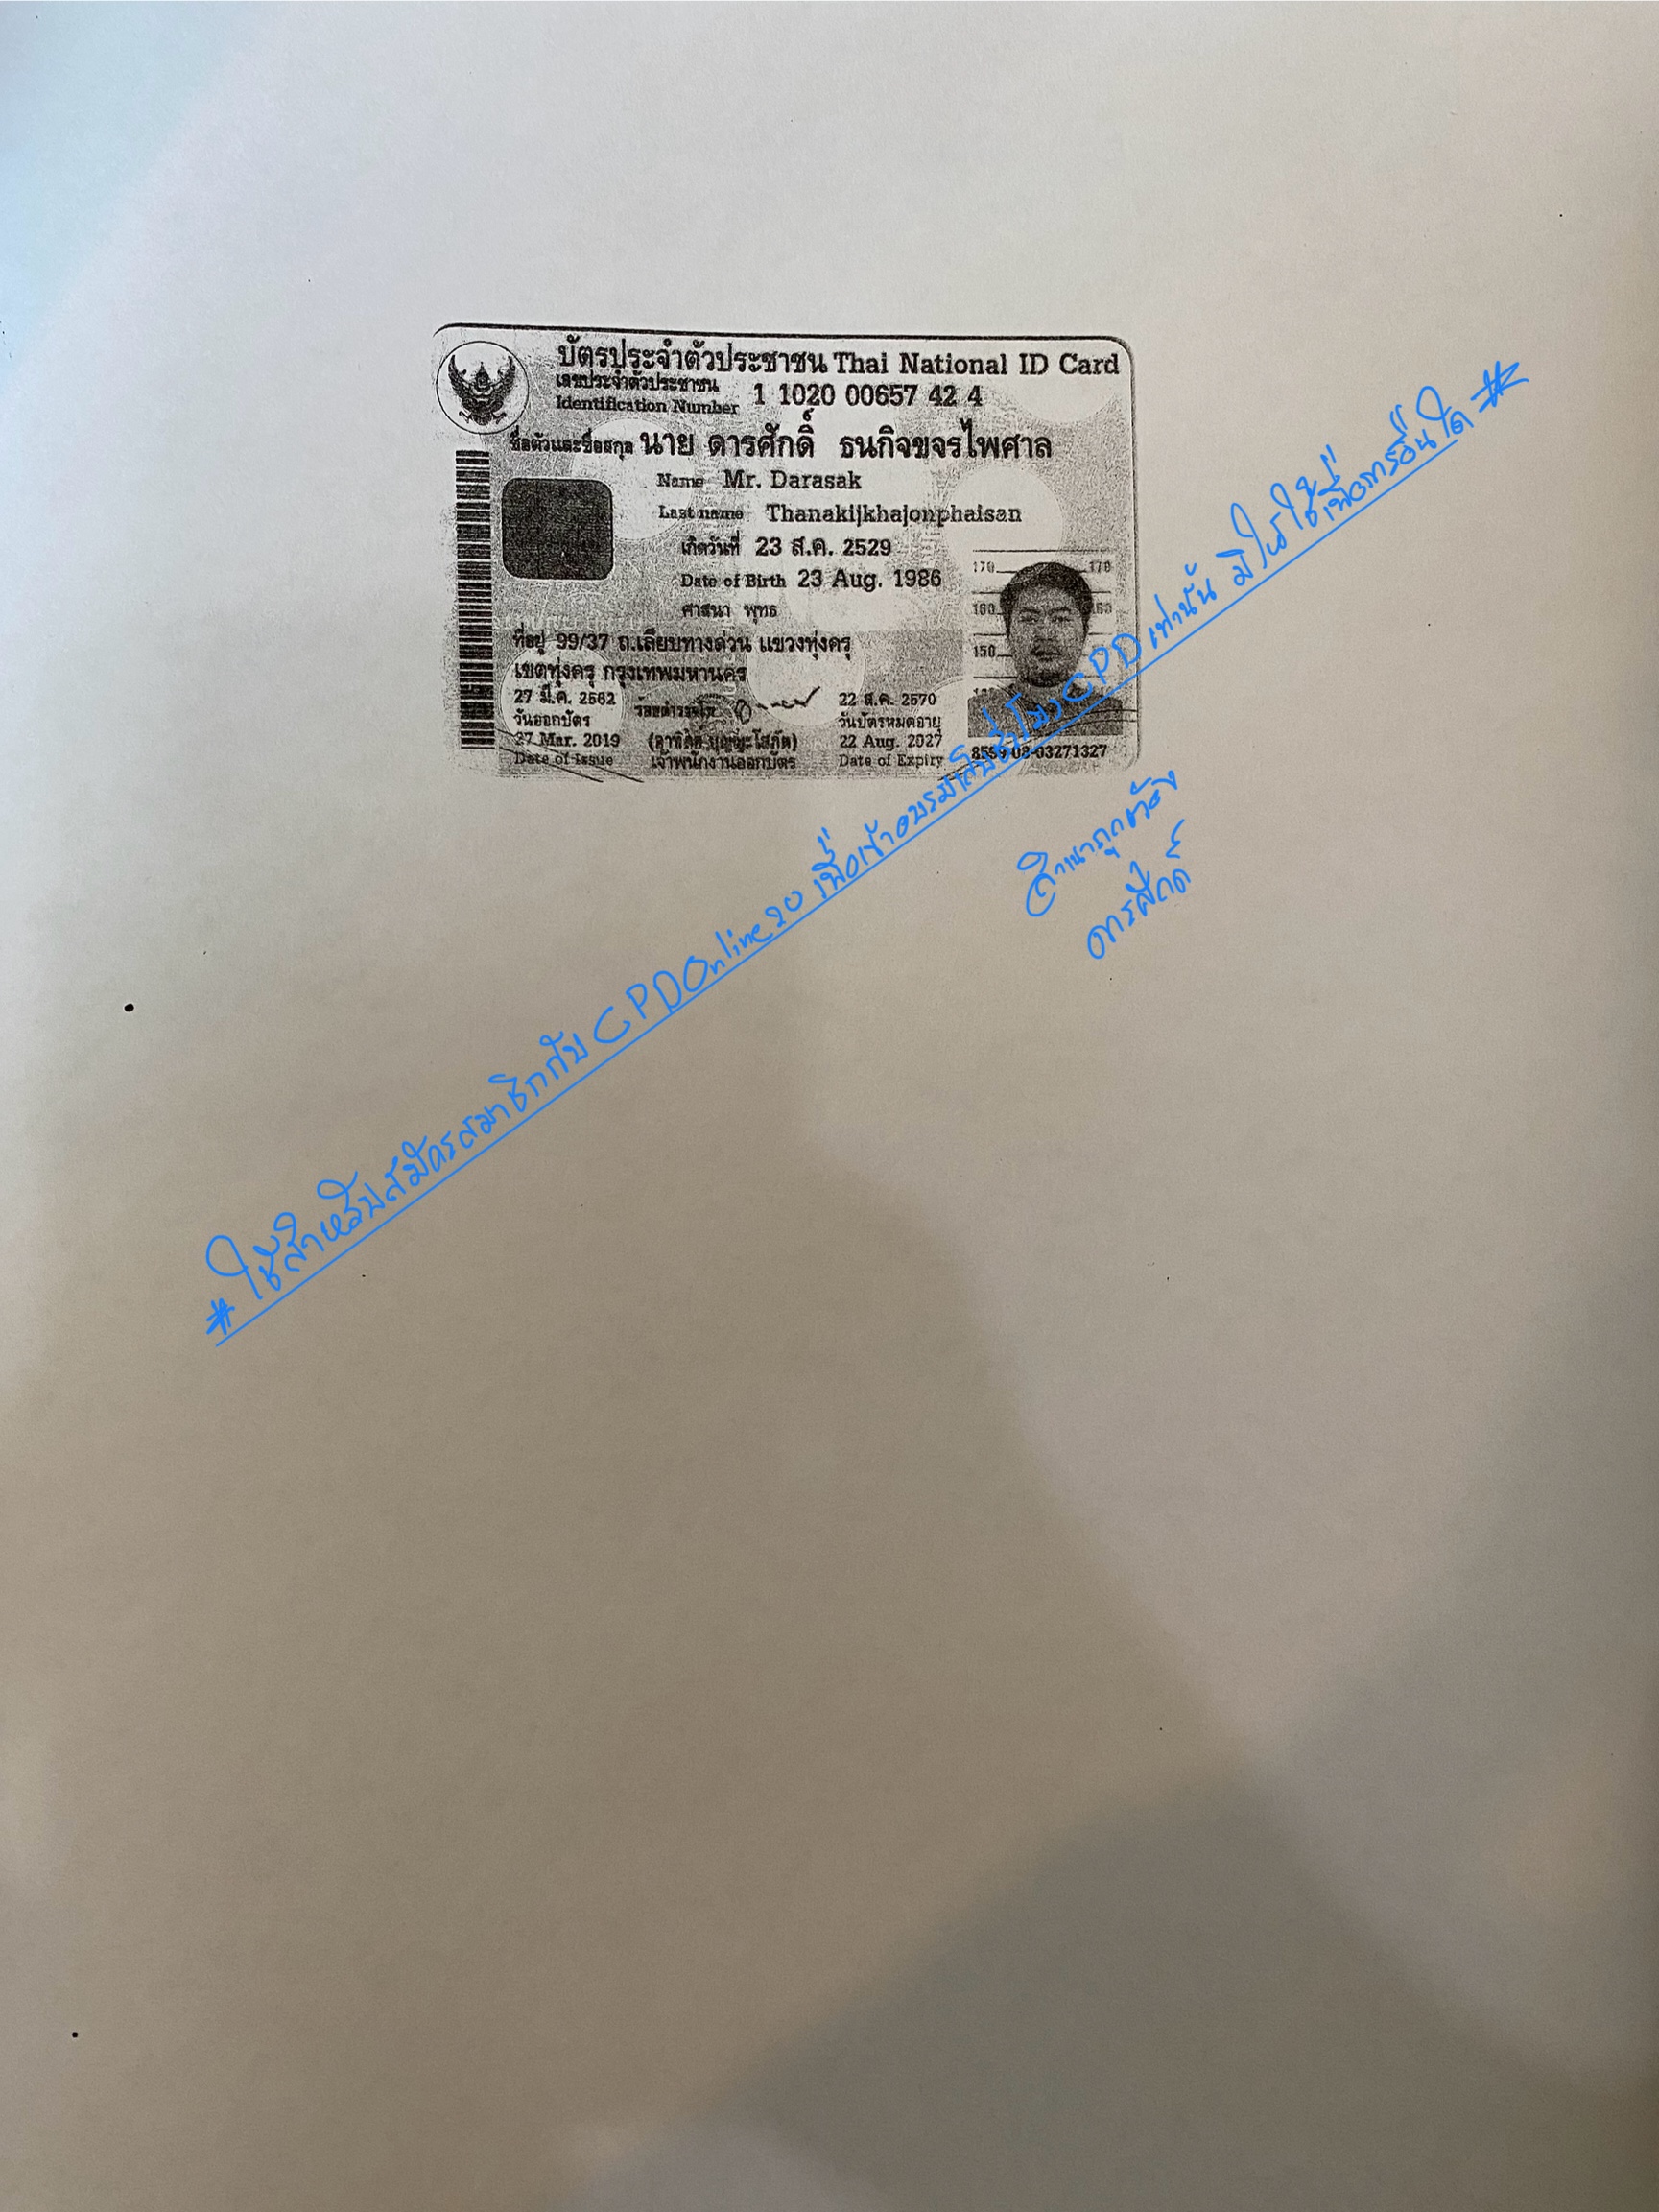 บัตรประจำตัวประชาชน Thai National ID Card
เลขประจำตัวประชาชน
Identification Number 1 1020 00657 42 4
ชื่อตัวและชื่อสกุล นาย ดารศักดิ์ ธนกิจขจรไพศาล
Name Mr. Darasak
Last name Thanakijkhajonphaisan
เกิดวันที่ 23 ส.ค. 2529
Date of Birth 23 Aug. 1986
ศาสนา พุทธ
ที่อยู่ 99/37 ถ.เลียบทางด่วน แขวงทุ่งครุ
เขตทุ่งครุ กรุงเทพมหานคร
27 มี.ค. 2562
วันออกบัตร
27 Mar. 2019
Date of Issue
เจ้าพนักงานออกบัตร
22 ส.ค. 2570
วันบัตรหมดอายุ
22 Aug. 2027
Date of Expiry
170 170
160 160
150
03271327
# ใช้สำหรับสมัครสมาชิกกับ CPDOnline20 เพื่อเข้าอบรมเก็บชั่วโมง CPD เท่านั้น มิให้ใช้เพื่อการอื่นใด #
สำเนาถูกต้อง
ดารศักดิ์